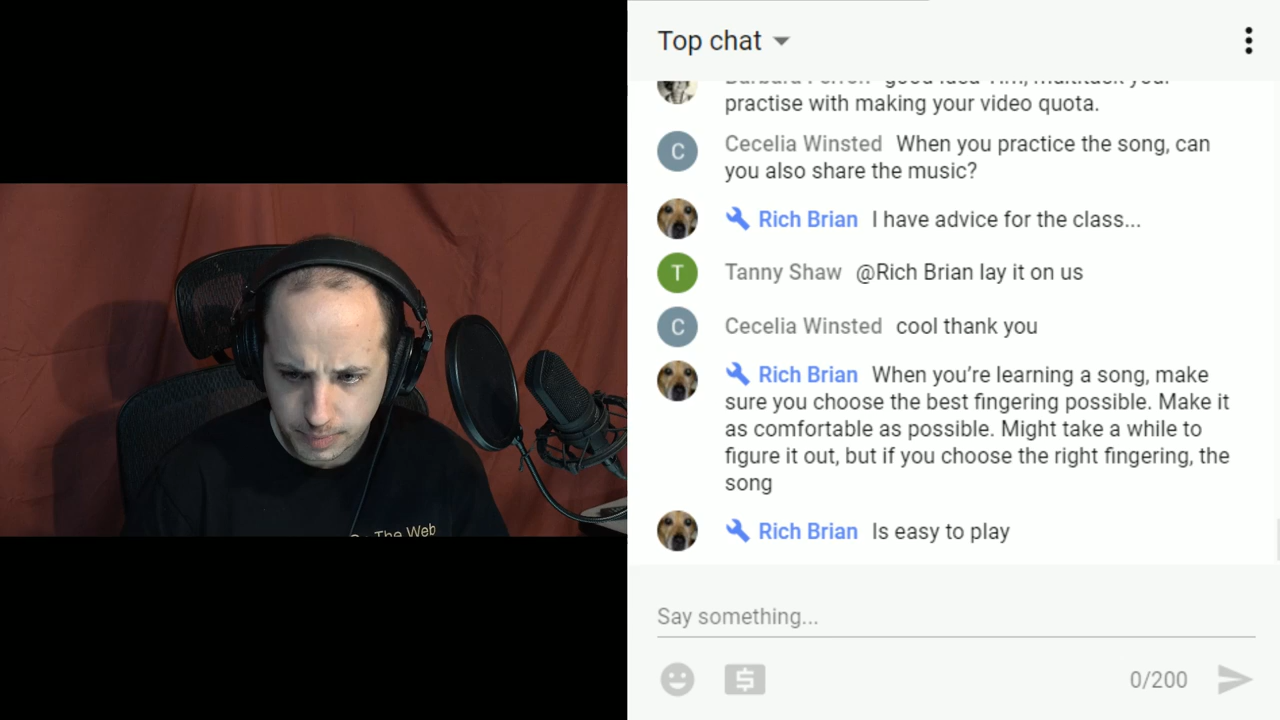 Top chat
practise with making your video quota.
C
Cecelia Winsted When you practice the song, can
you also share the music?
Rich Brian I have advice for the class...
T
Tanny Shaw @Rich Brian lay it on us
C
Cecelia Winsted cool thank you
Rich Brian When you’re learning a song, make
sure you choose the best fingering possible. Make it
as comfortable as possible. Might take a while to
figure it out, but if you choose the right fingering, the
song
Rich Brian Is easy to play
The Web
Say something...
0/200